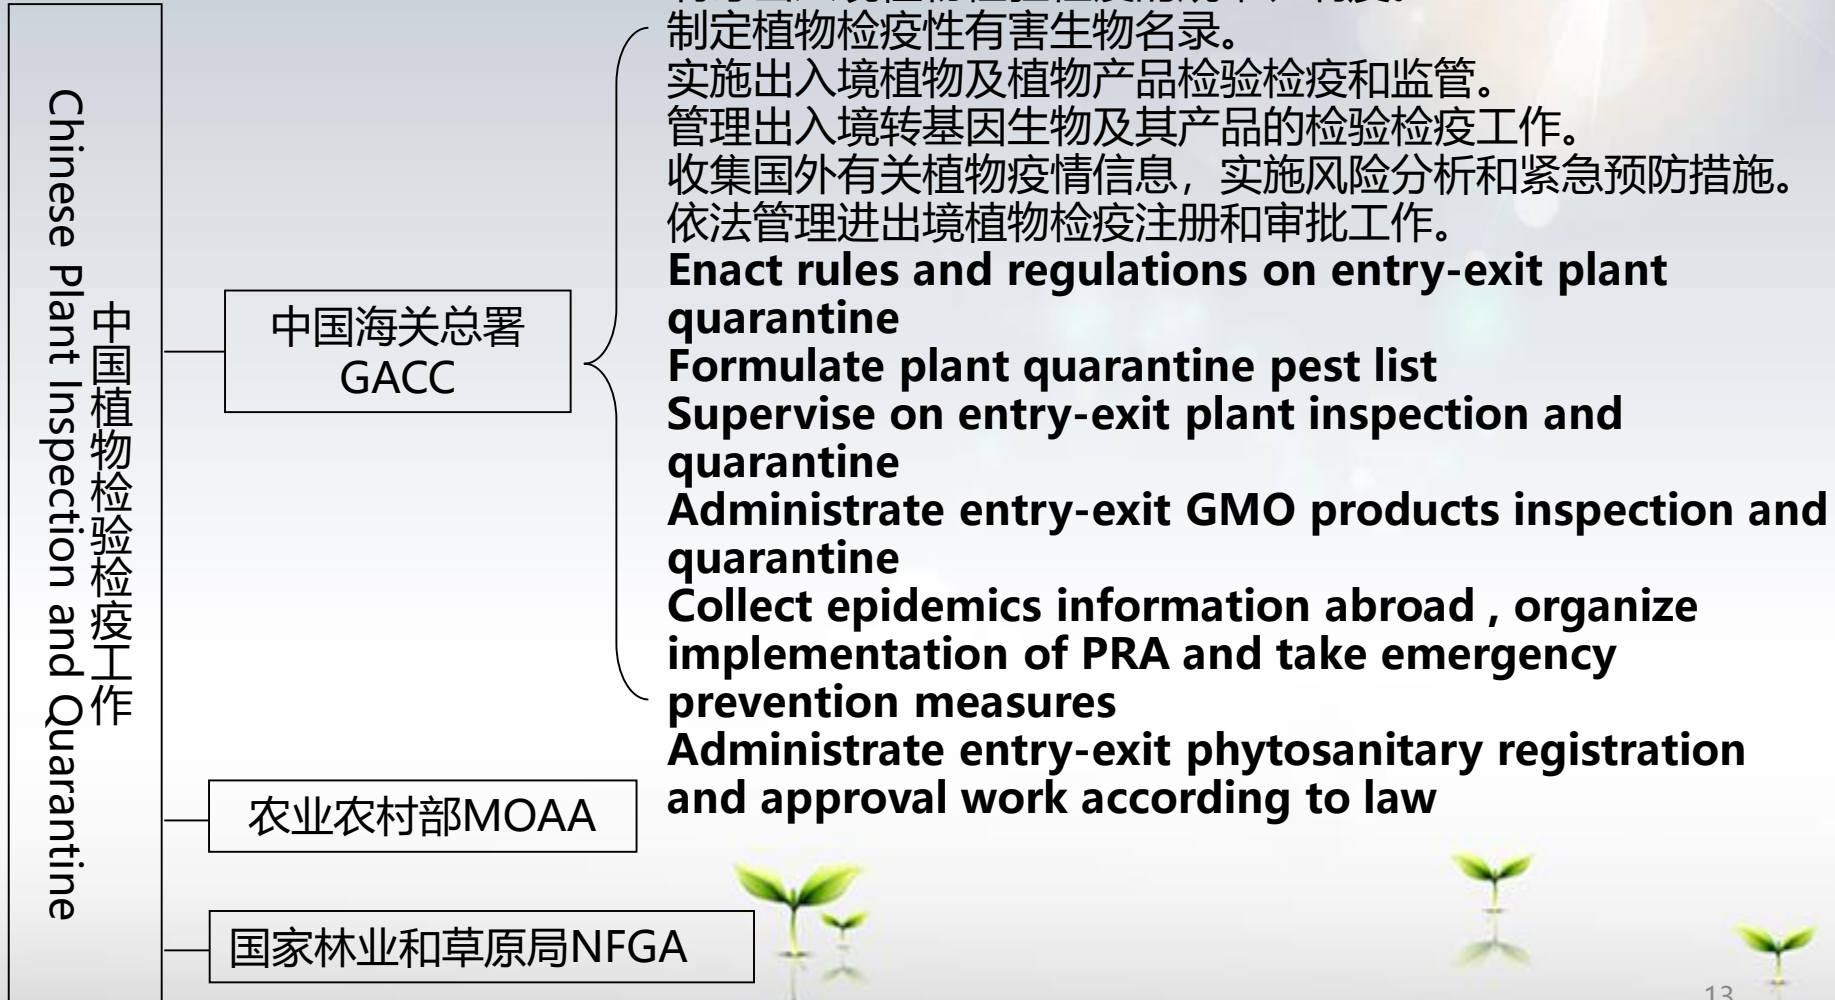 Chinese Plant Inspection and Quarantine
中国植物检验检疫工作
中国海关总署
GACC
制定植物检疫性有害生物名录。
实施出入境植物及植物产品检验检疫和监管。
管理出入境转基因生物及其产品的检验检疫工作。
收集国外有关植物疫情信息，实施风险分析和紧急预防措施。
依法管理进出境植物检疫注册和审批工作。
Enact rules and regulations on entry-exit plant
quarantine
Formulate plant quarantine pest list
Supervise on entry-exit plant inspection and
quarantine
Administrate entry-exit GMO products inspection and
quarantine
Collect epidemics information abroad , organize
implementation of PRA and take emergency
prevention measures
Administrate entry-exit phytosanitary registration
and approval work according to law
农业农村部MOAA
国家林业和草原局NFGA
13